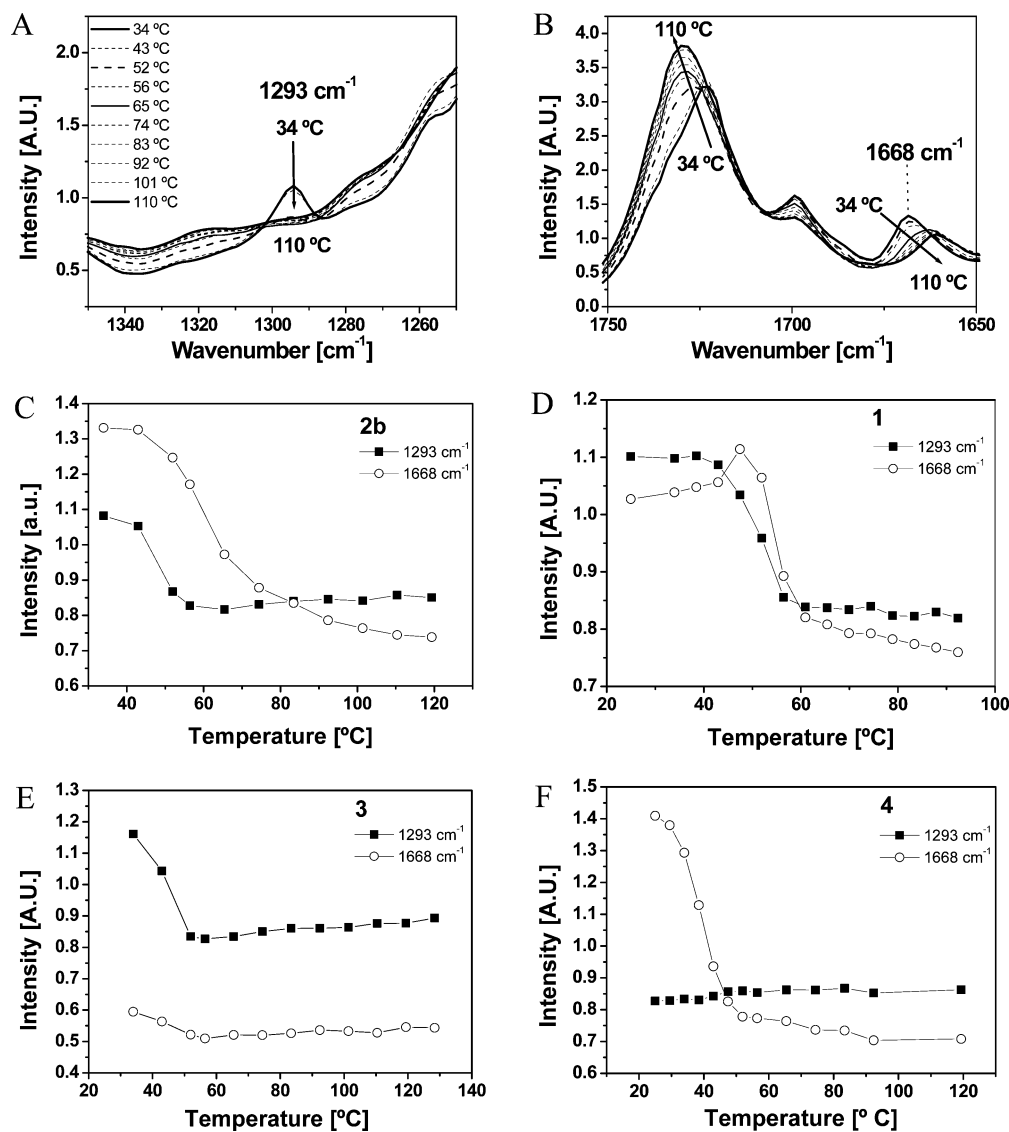 A
34 ºC
43 ºC
52 ºC
56 ºC
65 ºC
74 ºC
83 ºC
92 ºC
101 ºC
110 ºC
1293 cm-1
34 ºC
110 ºC
2.0
1.5
1.0
0.5
1340
1320
1300
1280
1260
Intensity [A.U.]
Wavenumber [cm-1]
B
110 ºC
34 ºC
1668 cm-1
34 ºC
110 ºC
4.0
3.5
3.0
2.5
2.0
1.5
1.0
0.5
0.0
1750
1700
1650
Intensity [A.U.]
Wavenumber [cm-1]
C
2b
1293 cm-1
1668 cm-1
1.4
1.3
1.2
1.1
1.0
0.9
0.8
0.7
0.6
40
60
80
100
120
Intensity [a.u.]
Temperature [ºC]
D
1
1293 cm-1
1668 cm-1
1.2
1.1
1.0
0.9
0.8
0.7
20
40
60
80
100
Intensity [A.U.]
Temperature [ºC]
E
3
1293 cm-1
1668 cm-1
1.3
1.2
1.1
1.0
0.9
0.8
0.7
0.6
0.5
0.4
20
40
60
80
100
120
140
Intensity [A.U.]
Temperature [ºC]
F
4
1293 cm-1
1668 cm-1
1.5
1.4
1.3
1.2
1.1
1.0
0.9
0.8
0.7
0.6
20
40
60
80
100
120
Intensity [A.U.]
Temperature [º C]